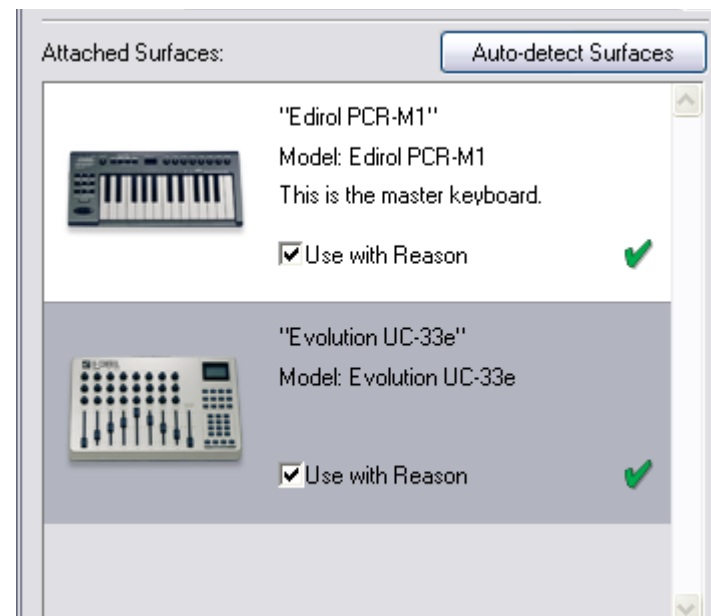 Attached Surfaces:
Auto-detect Surfaces
"Edirol PCR-M1"
Model: Edirol PCR-M1
This is the master keyboard.
Use with Reason
"Evolution UC-33e"
Model: Evolution UC-33e
Use with Reason